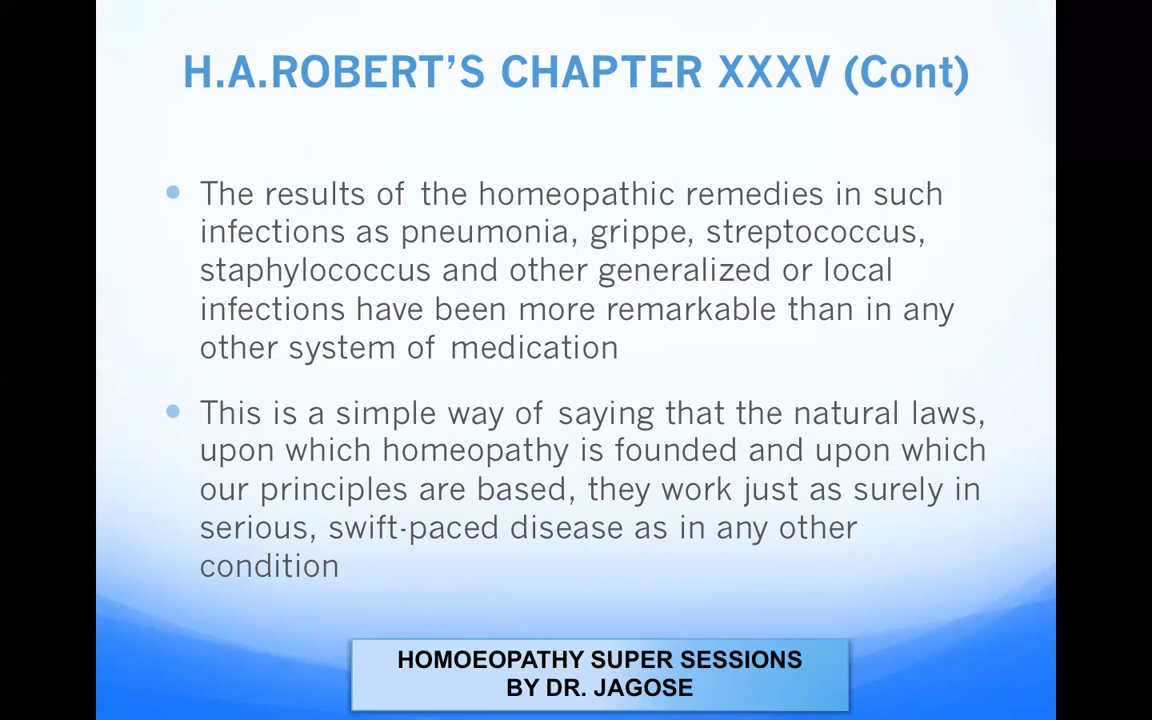 H.A.ROBERT’S CHAPTER XXXV (Cont)
The results of the homeopathic remedies in such
infections as pneumonia, grippe, streptococcus,
staphylococcus and other generalized or local
infections have been more remarkable than in any
other system of medication
This is a simple way of saying that the natural laws,
upon which homeopathy is founded and upon which
our principles are based, they work just as surely in
serious, swift-paced disease as in any other
condition
HOMOEOPATHY SUPER SESSIONS
BY DR. JAGOSE